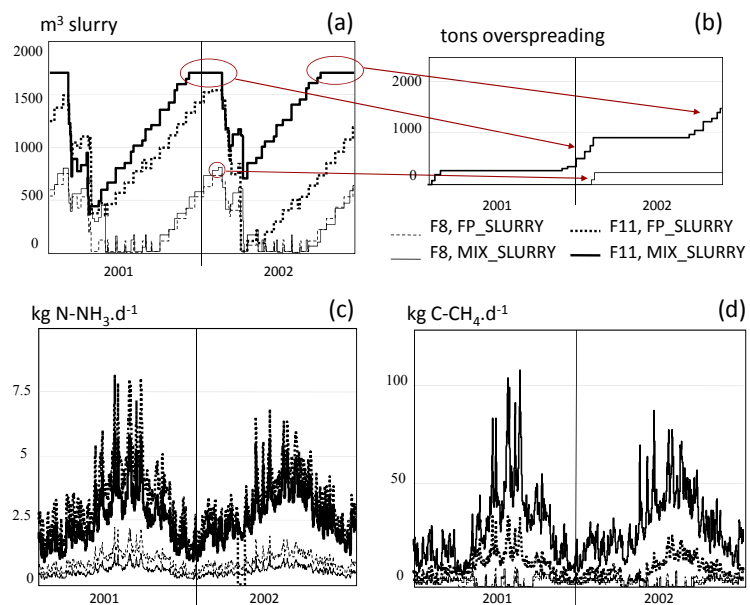 m³ slurry (a)
2000
1500
1000
500
0
2001 2002
(b)
tons overspreading
2000
1000
0
2001 2002
F8, FP_SLURRY F11, FP_SLURRY
F8, MIX_SLURRY F11, MIX_SLURRY
kg N-NH₃.d⁻¹ (c)
7.5
5
2.5
0
2001 2002
kg C-CH₄.d⁻¹ (d)
100
50
0
2001 2002